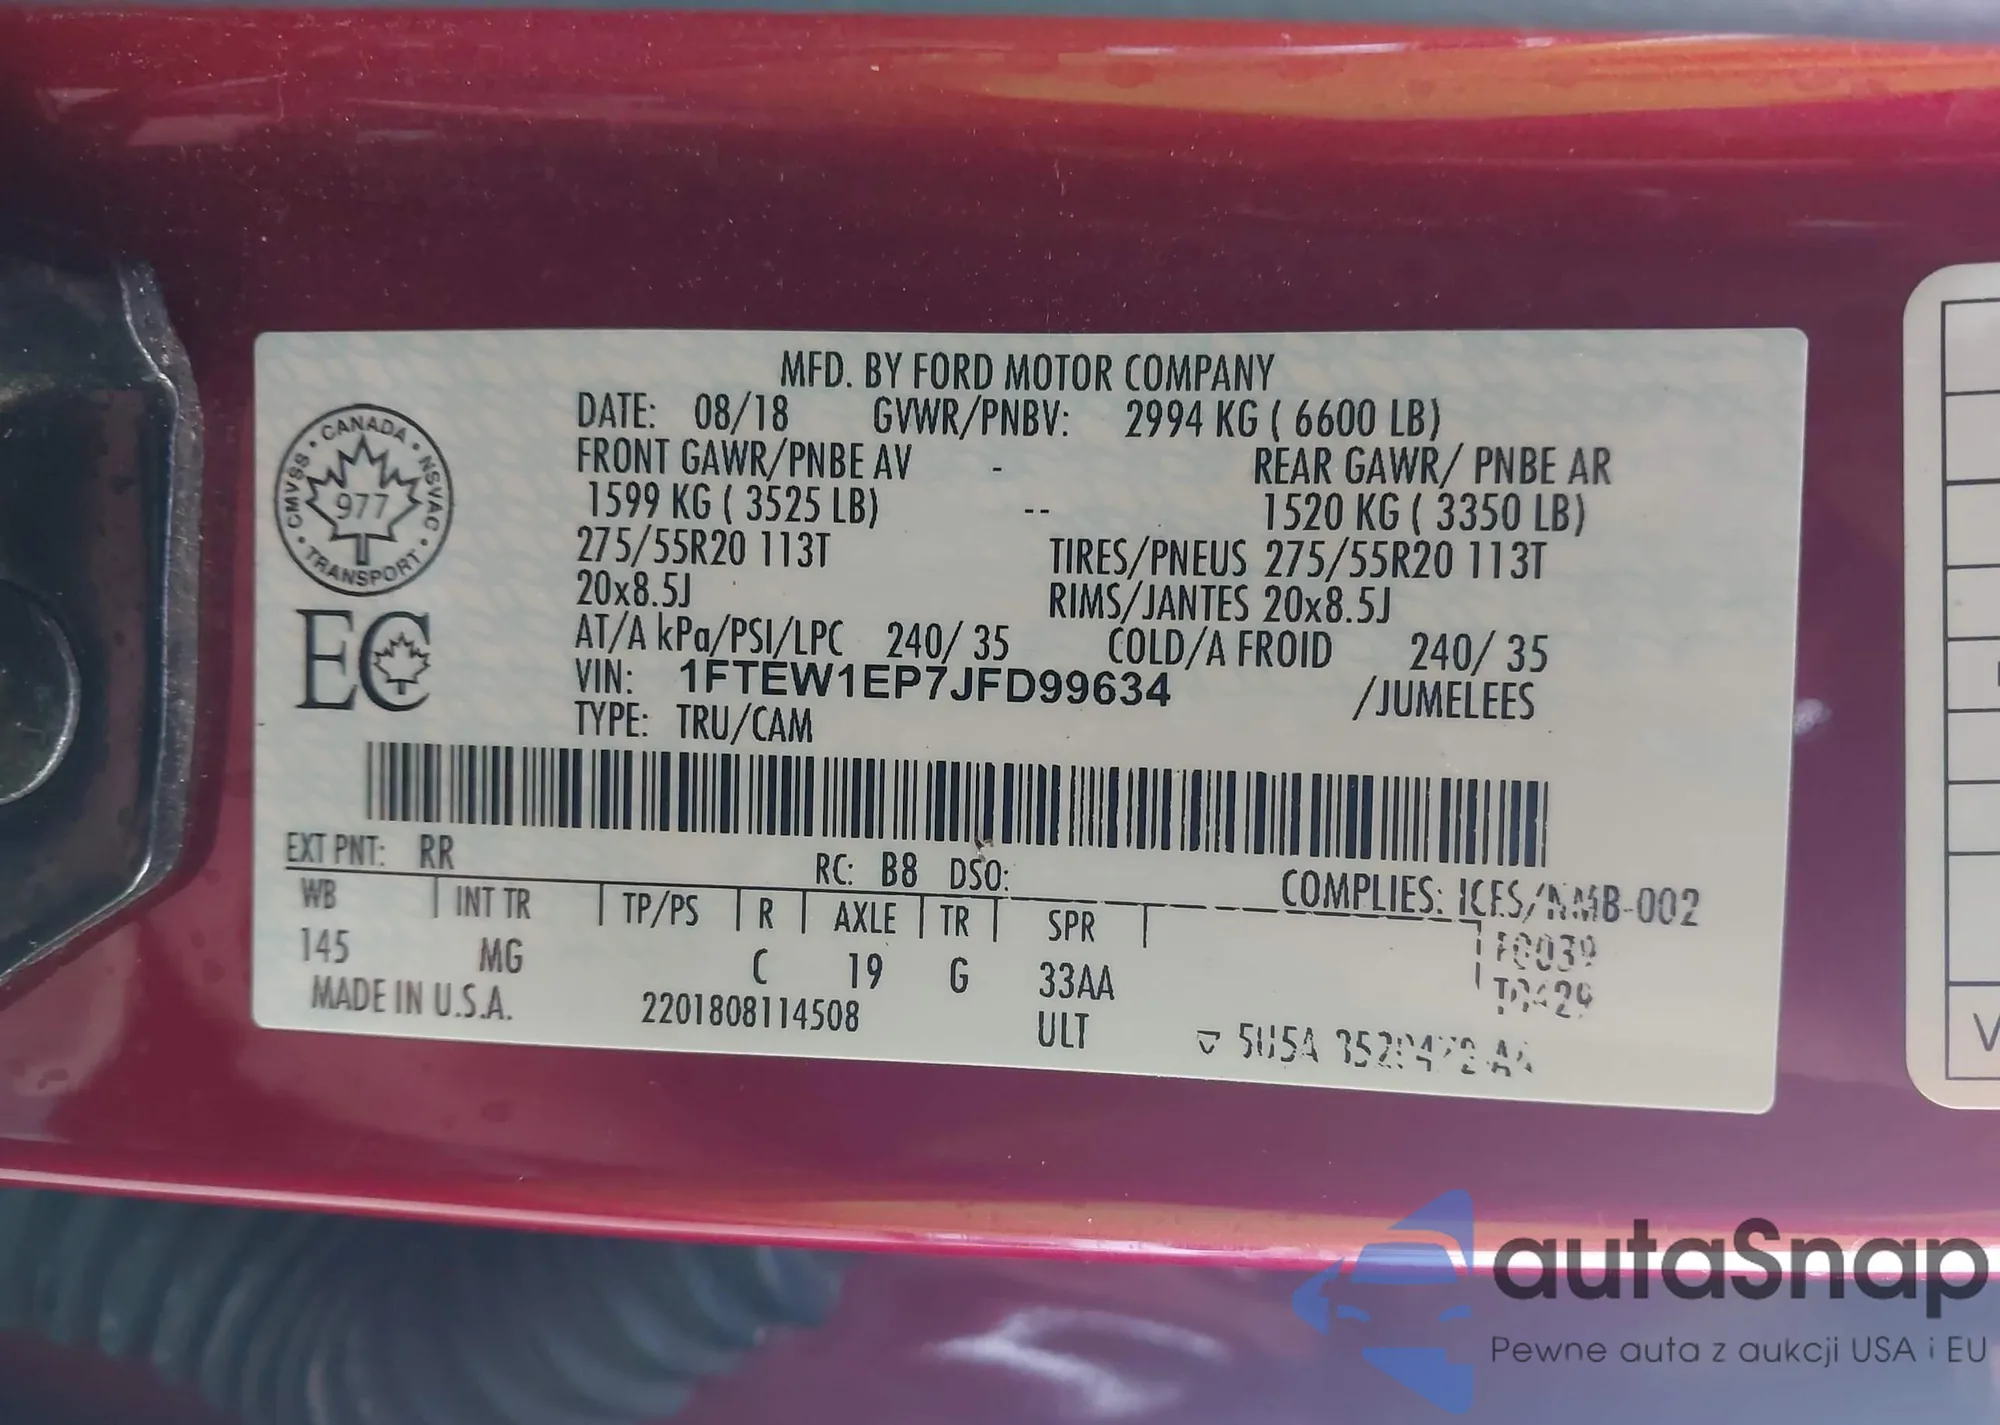 MFD. BY FORD MOTOR COMPANY
DATE: 08/18 GVWR/PNBV: 2994 KG ( 6600 LB)
FRONT GAWR/PNBE AV - REAR GAWR/ PNBE AR
1599 KG ( 3525 LB) -- 1520 KG ( 3350 LB)
275/55R20 113T TIRES/PNEUS 275/55R20 113T
20x8.5J RIMS/JANTES 20x8.5J
AT/A kPa/PSI/LPC 240/ 35 COLD/A FROID 240/ 35
VIN: 1FTEW1EP7JFD99634 /JUMELEES
TYPE: TRU/CAM
CANADA
CMVSS • NSVAC
977
TRANSPORT
EC
EXT PNT: RR RC: B8 DSO:
COMPLIES: ICES/NMB-002
WB | INT TR | TP/PS | R | AXLE | TR | SPR
145 MG C 19 G 33AA
MADE IN U.S.A. 2201808114508 ULT
V
autaSnap
Pewne auta z aukcji USA i EU